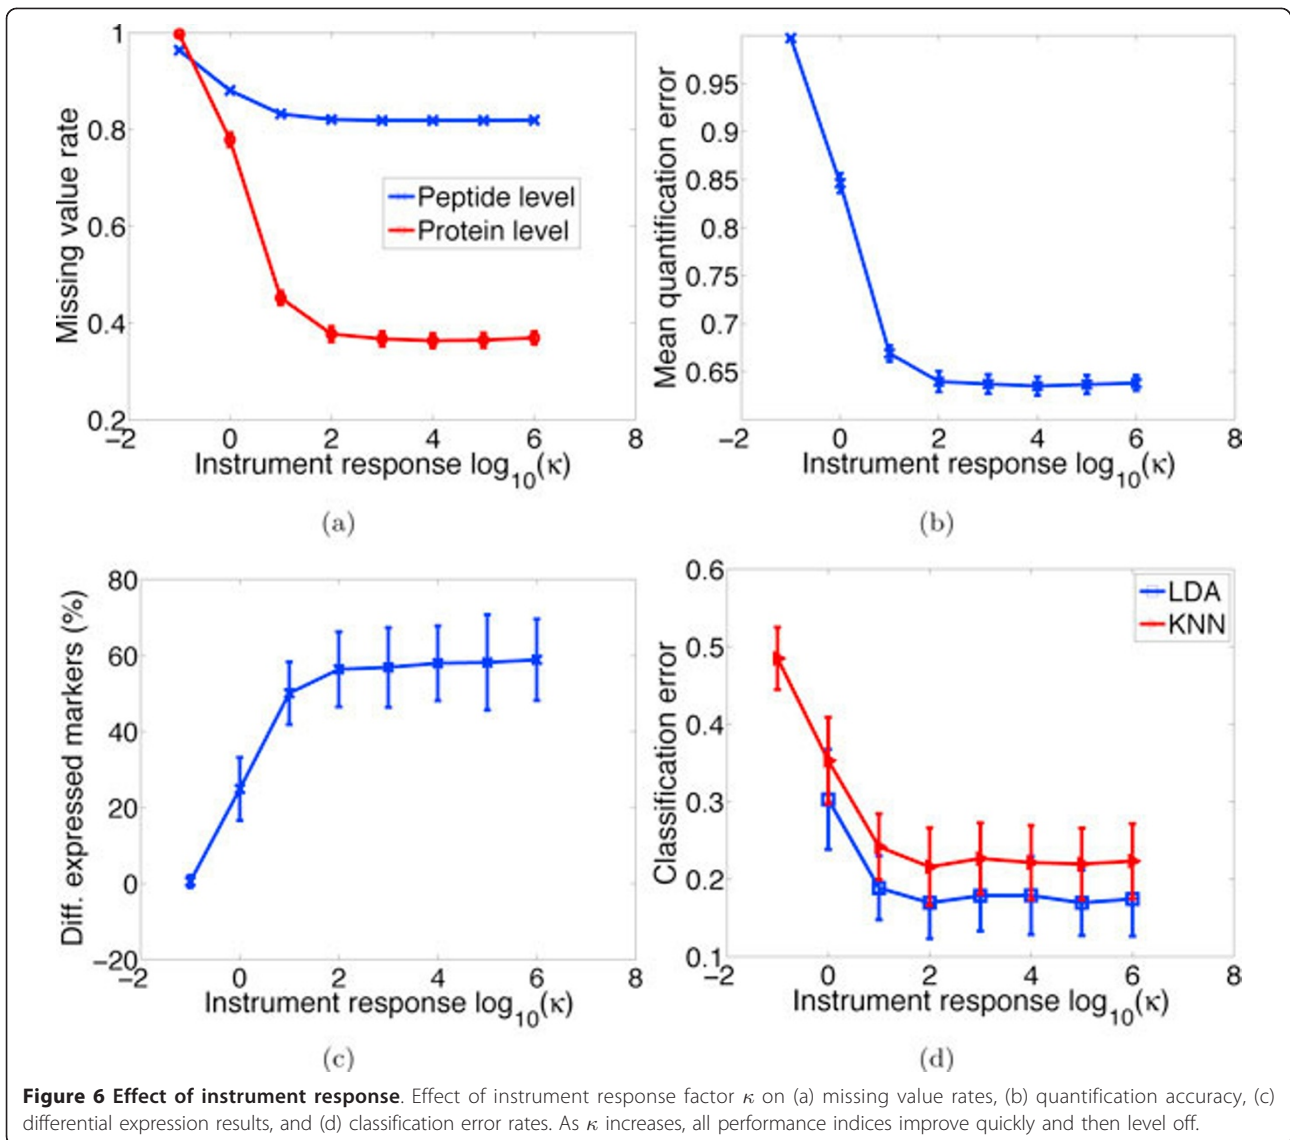 1
0.8
0.6
0.4
0.2
Missing value rate
Peptide level
Protein level
−2 0 2 4 6 8
Instrument response log10(κ)
(a)
0.95
0.9
0.85
0.8
0.75
0.7
0.65
Mean quantification error
−2 0 2 4 6 8
Instrument response log10(κ)
(b)
80
60
40
20
0
−20
Diff. expressed markers (%)
−2 0 2 4 6 8
Instrument response log10(κ)
(c)
0.6
0.5
0.4
0.3
0.2
0.1
Classification error
LDA
KNN
−2 0 2 4 6 8
Instrument response log10(κ)
(d)
Figure 6 Effect of instrument response. Effect of instrument response factor κ on (a) missing value rates, (b) quantification accuracy, (c)
differential expression results, and (d) classification error rates. As κ increases, all performance indices improve quickly and then level off.